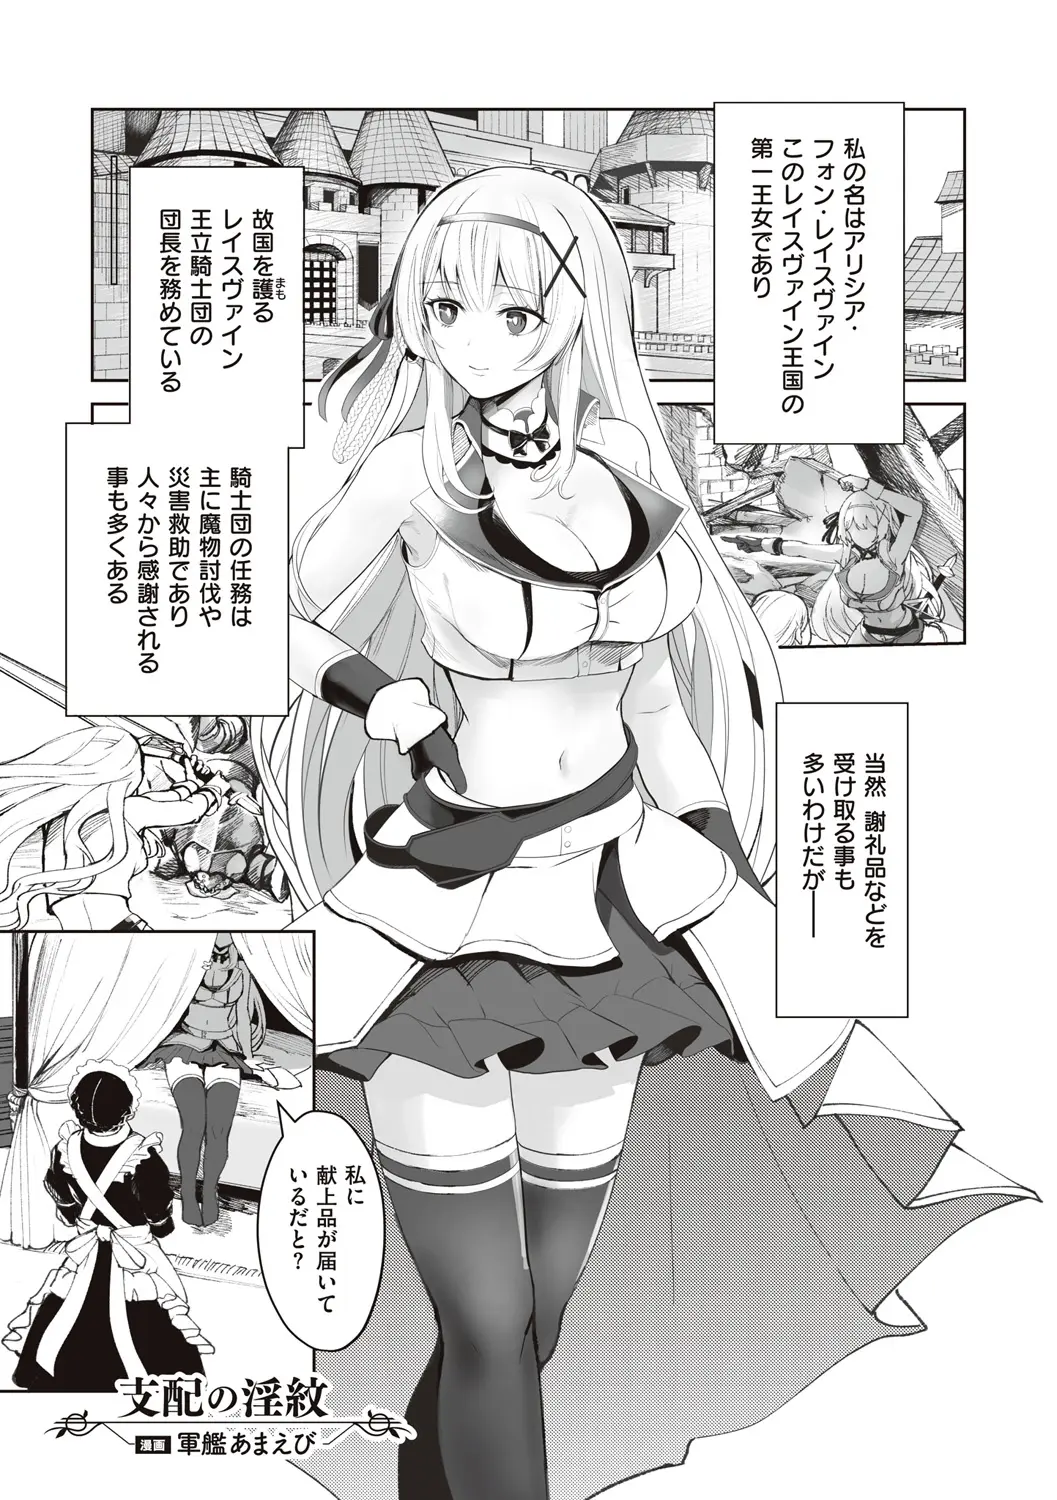 私の名はアリシア・
フォン・レイスヴァイン
このレイスヴァイン王国の
第一王女であり
故国を護る
まも
レイスヴァイン
王立騎士団の
団長を務めている
騎士団の任務は
主に魔物討伐や
災害救助であり
人々から感謝される
事も多くある
当然 謝礼品などを
受け取る事も
多いわけだが——
私に
献上品が届いて
いるだと?
支配の淫紋
漫画 軍艦あまえび